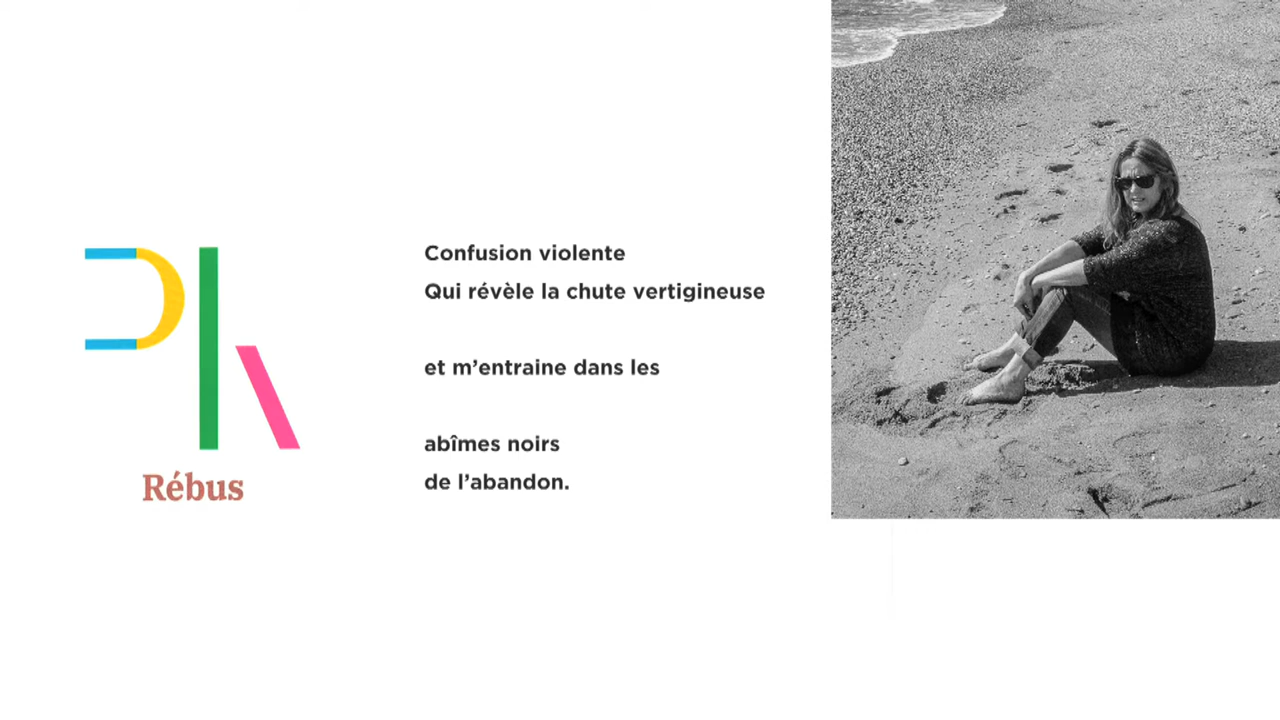 Rébus
Confusion violente
Qui révèle la chute vertigineuse
et m’entraine dans les
abîmes noirs
de l’abandon.